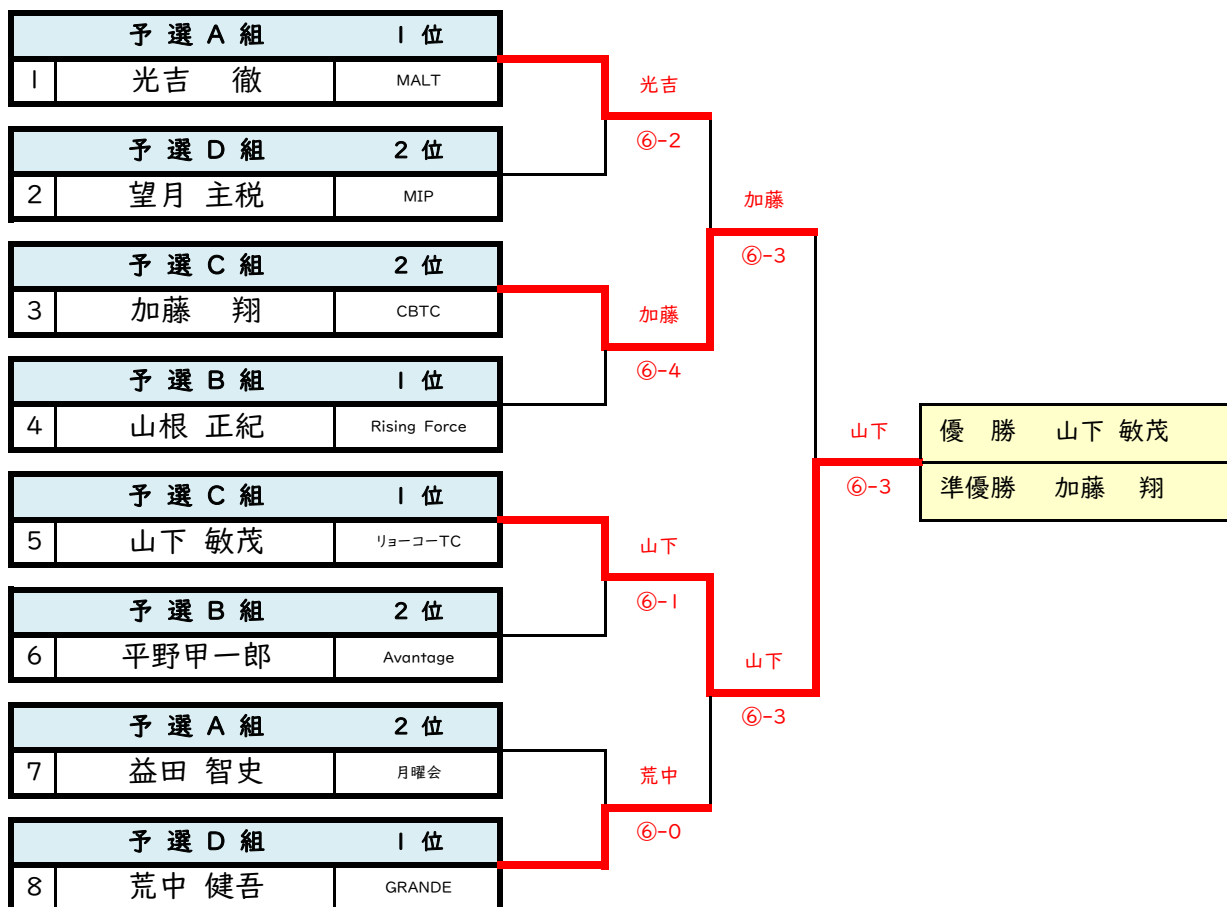 予 選 A 組 1 位
1 光吉 徹 MALT
予 選 D 組 2 位
2 望月 主税 MIP
予 選 C 組 2 位
3 加藤 翔 CBTC
予 選 B 組 1 位
4 山根 正紀 Rising Force
予 選 C 組 1 位
5 山下 敏茂 リョーコーTC
予 選 B 組 2 位
6 平野甲一郎 Avantage
予 選 A 組 2 位
7 益田 智史 月曜会
予 選 D 組 1 位
8 荒中 健吾 GRANDE
光吉
⑥-2
加藤
⑥-4
山下
⑥-1
荒中
⑥-0
加藤
⑥-3
山下
⑥-3
山下
⑥-3
優 勝 山下 敏茂
準優勝 加藤 翔